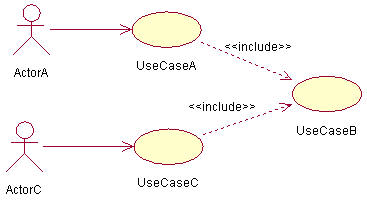 ActorA
UseCaseA
<<include>>
<<include>>
UseCaseB
ActorC
UseCaseC